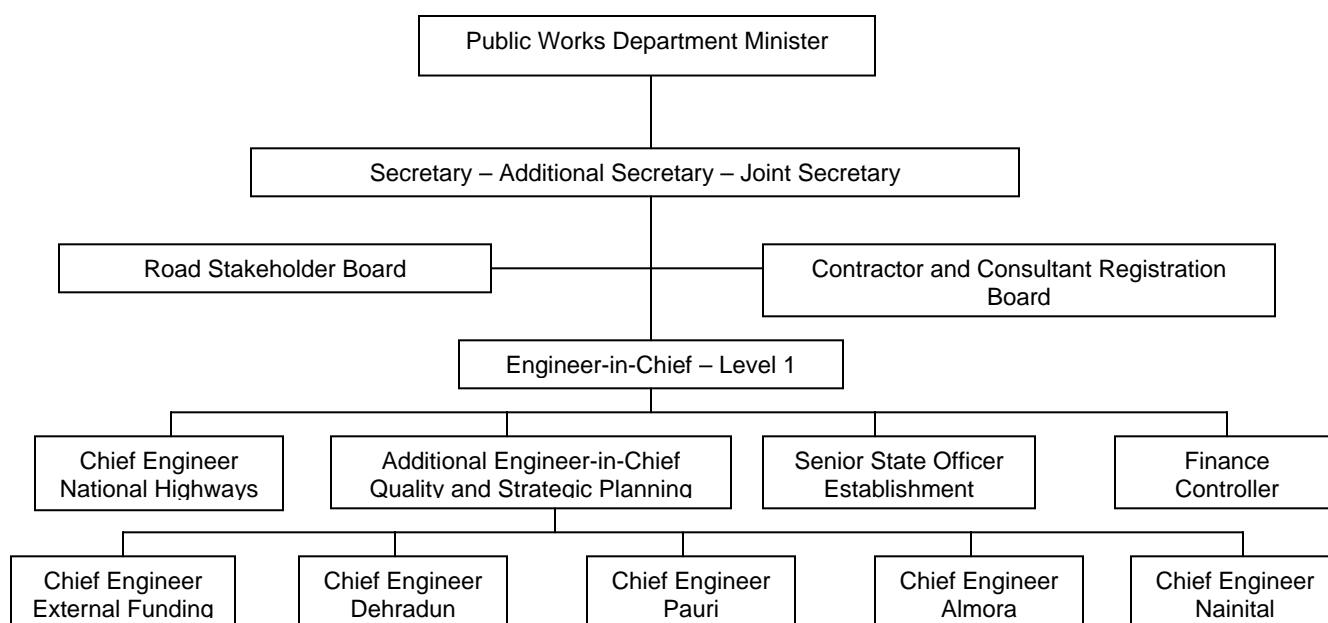 Public Works Department Minister
Secretary – Additional Secretary – Joint Secretary
Road Stakeholder Board
Contractor and Consultant Registration
Board
Engineer-in-Chief – Level 1
Chief Engineer
National Highways
Additional Engineer-in-Chief
Quality and Strategic Planning
Senior State Officer
Establishment
Finance
Controller
Chief Engineer
External Funding
Chief Engineer
Dehradun
Chief Engineer
Pauri
Chief Engineer
Almora
Chief Engineer
Nainital